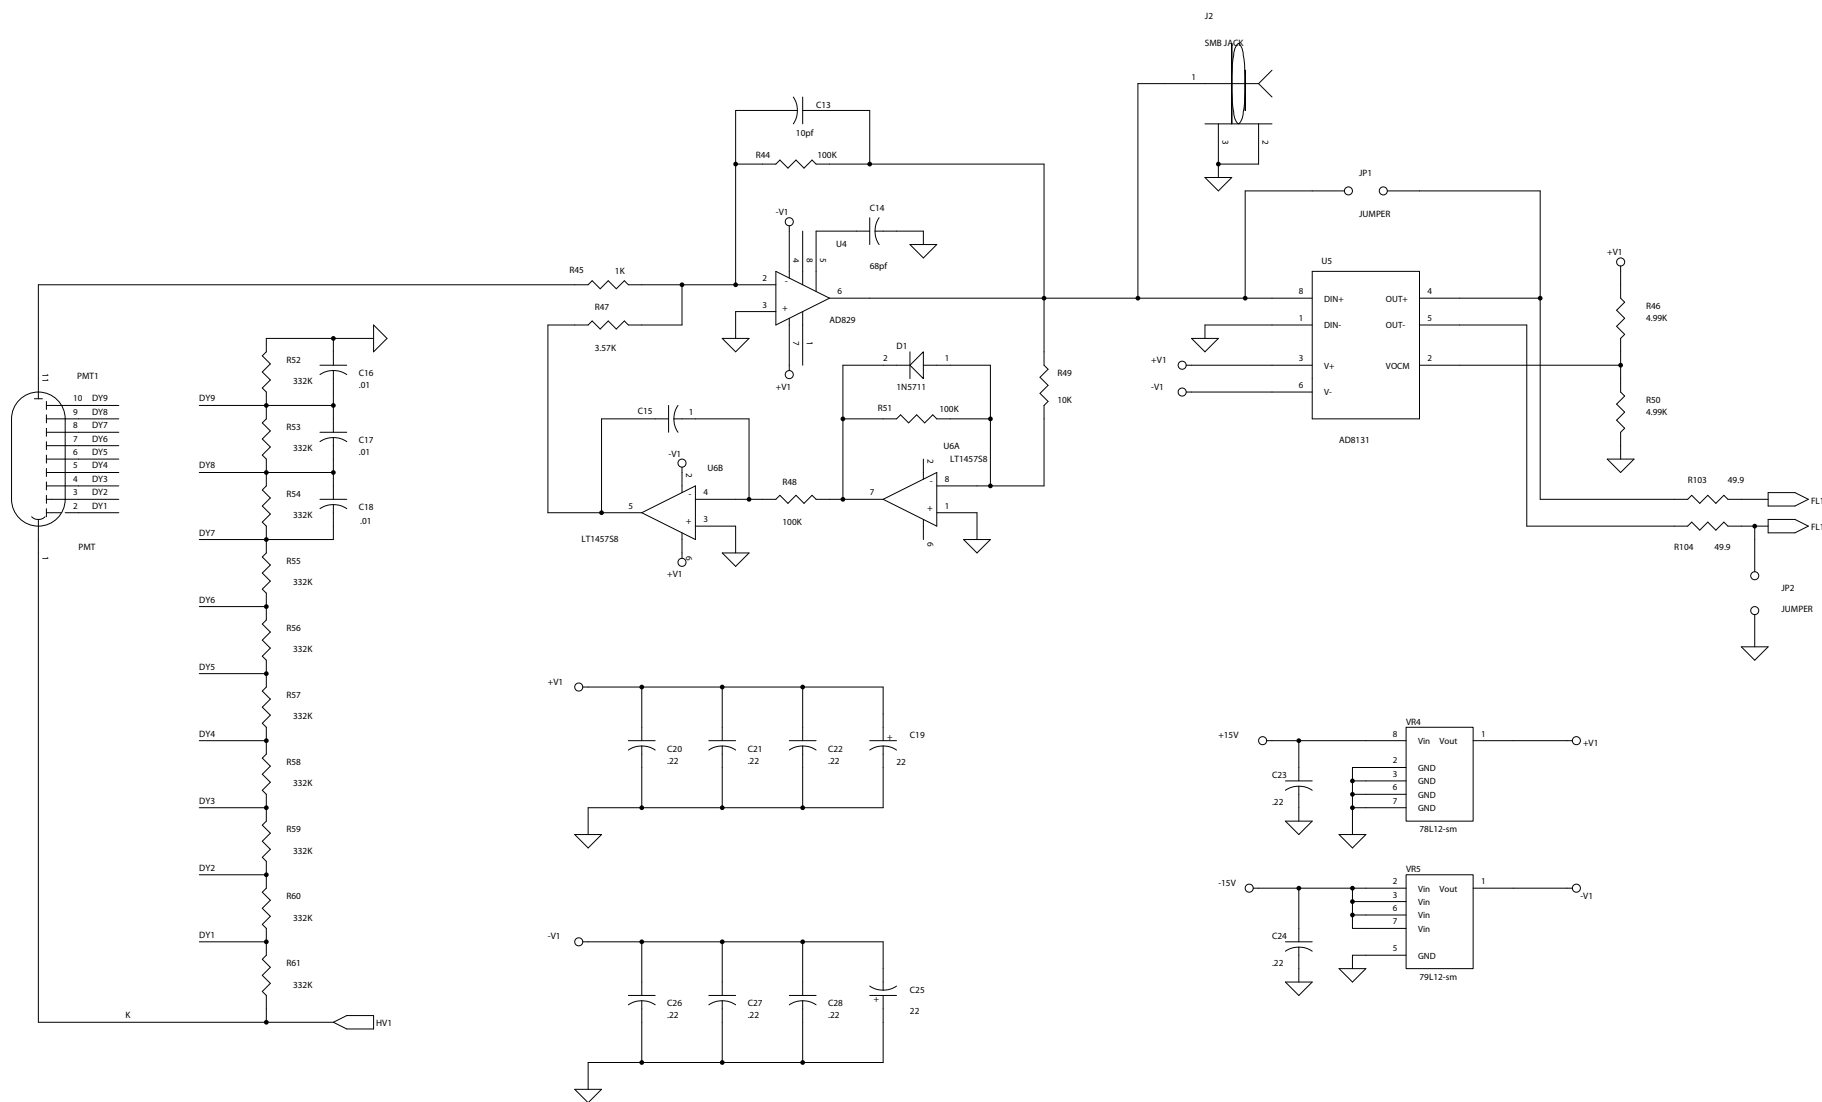 J2
SMB JACK
1
3
2
C13
10pf
R44
100K
JP1
JUMPER
-V1
C14
68pf
U4
4
8
5
R45
1K
2
-
3
+
6
AD829
7
1
+V1
R47
3.57K
U5
8
DIN+
OUT+
4
1
DIN-
OUT-
5
+V1
3
V+
VOCM
2
-V1
6
V-
AD8131
+V1
R46
4.99K
R50
4.99K
R49
10K
D1
2
1
1N5711
R51
100K
U6A
LT1457S8
2
-
8
+
1
7
6
C15
1
-V1
2
U6B
-
4
+
3
5
LT1457S8
6
+V1
R48
100K
R103
49.9
FL1
R104
49.9
FL1
JP2
JUMPER
11
PMT1
10
DY9
9
DY8
8
DY7
7
DY6
6
DY5
5
DY4
4
DY3
3
DY2
2
DY1
PMT
1
R52
332K
C16
.01
DY9
R53
332K
C17
.01
DY8
R54
332K
C18
.01
DY7
R55
332K
DY6
R56
332K
DY5
R57
332K
DY4
R58
332K
DY3
R59
332K
DY2
R60
332K
DY1
R61
332K
K
HV1
+V1
C20
.22
C21
.22
C22
.22
+
C19
22
-V1
C26
.22
C27
.22
C28
.22
+
C25
22
VR4
+15V
8
Vin
Vout
1
+V1
C23
.22
2
GND
3
GND
6
GND
7
GND
78L12-sm
VR5
-15V
2
Vin
Vout
1
-V1
3
Vin
6
Vin
7
Vin
C24
.22
5
GND
79L12-sm